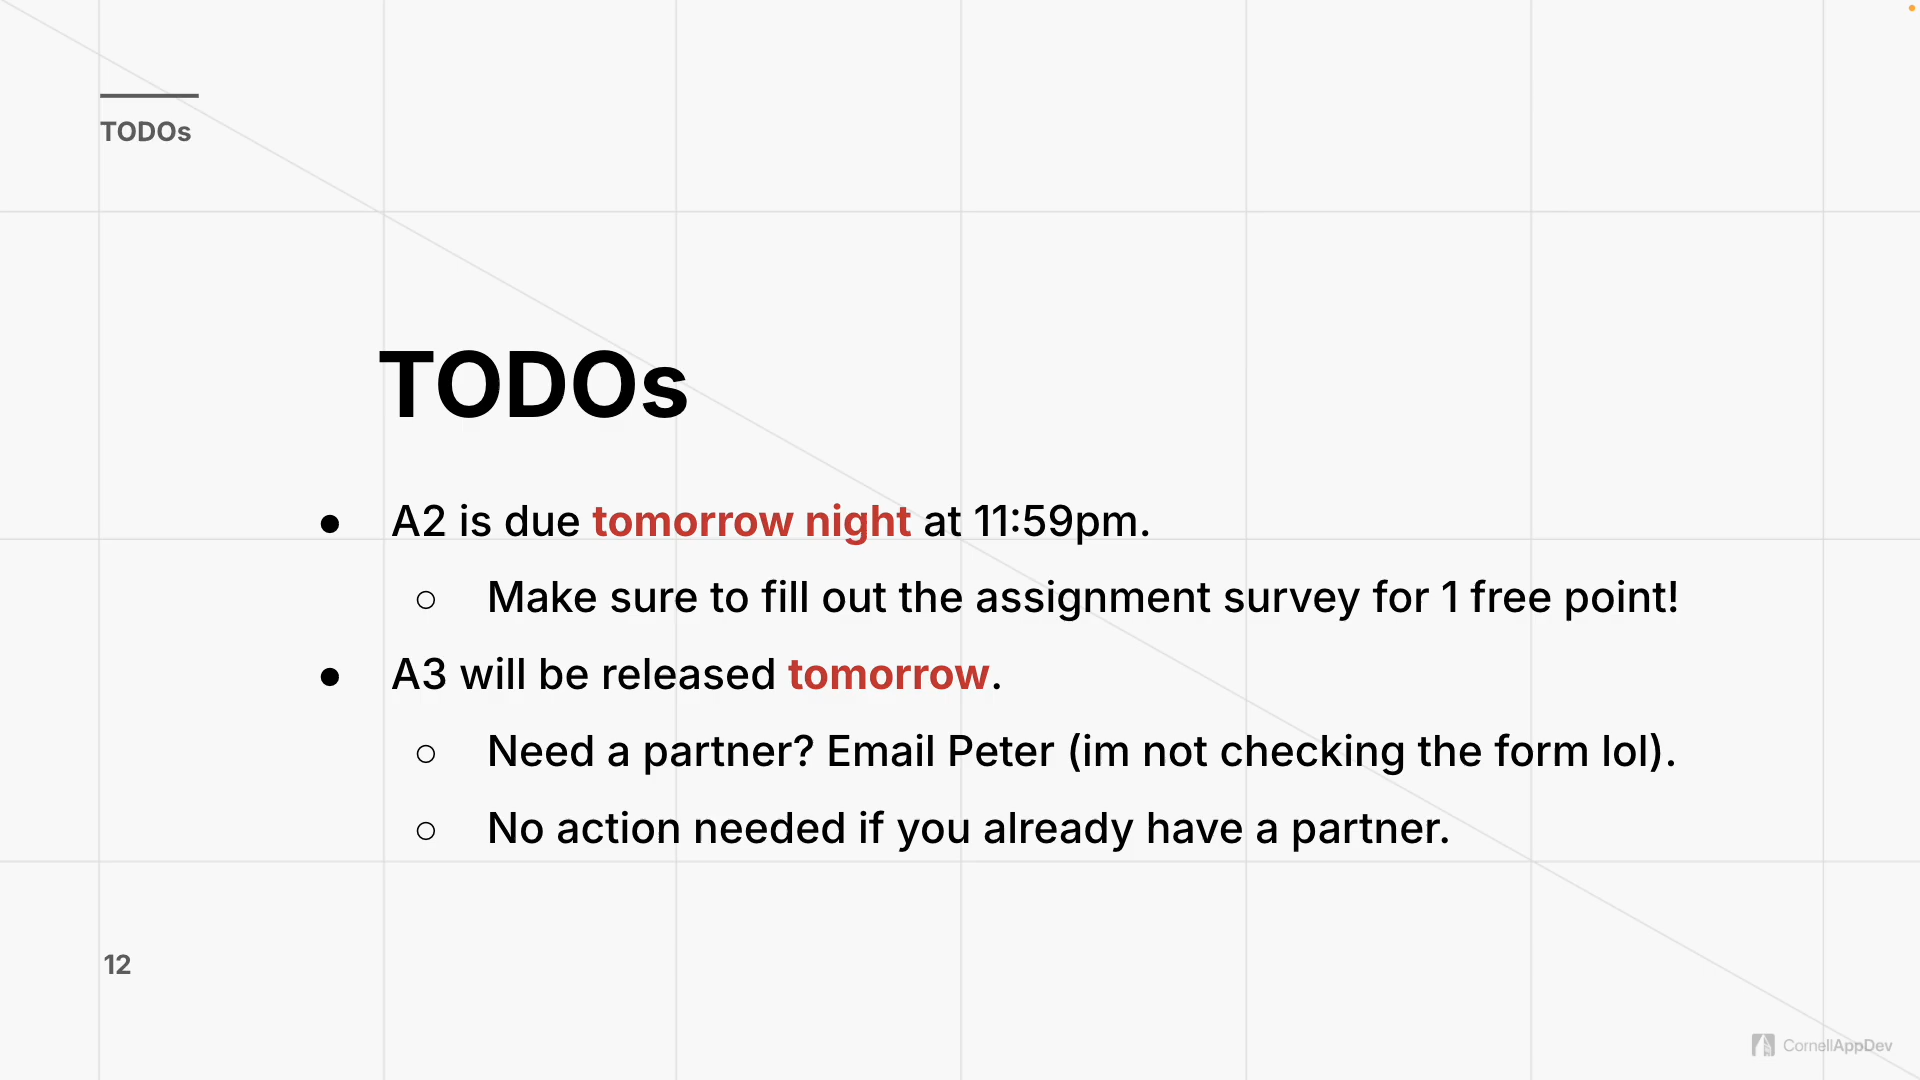 TODOs
TODOs
● A2 is due tomorrow night at 11:59pm.
○ Make sure to fill out the assignment survey for 1 free point!
● A3 will be released tomorrow.
○ Need a partner? Email Peter (im not checking the form lol).
○ No action needed if you already have a partner.
12
CornellAppDev